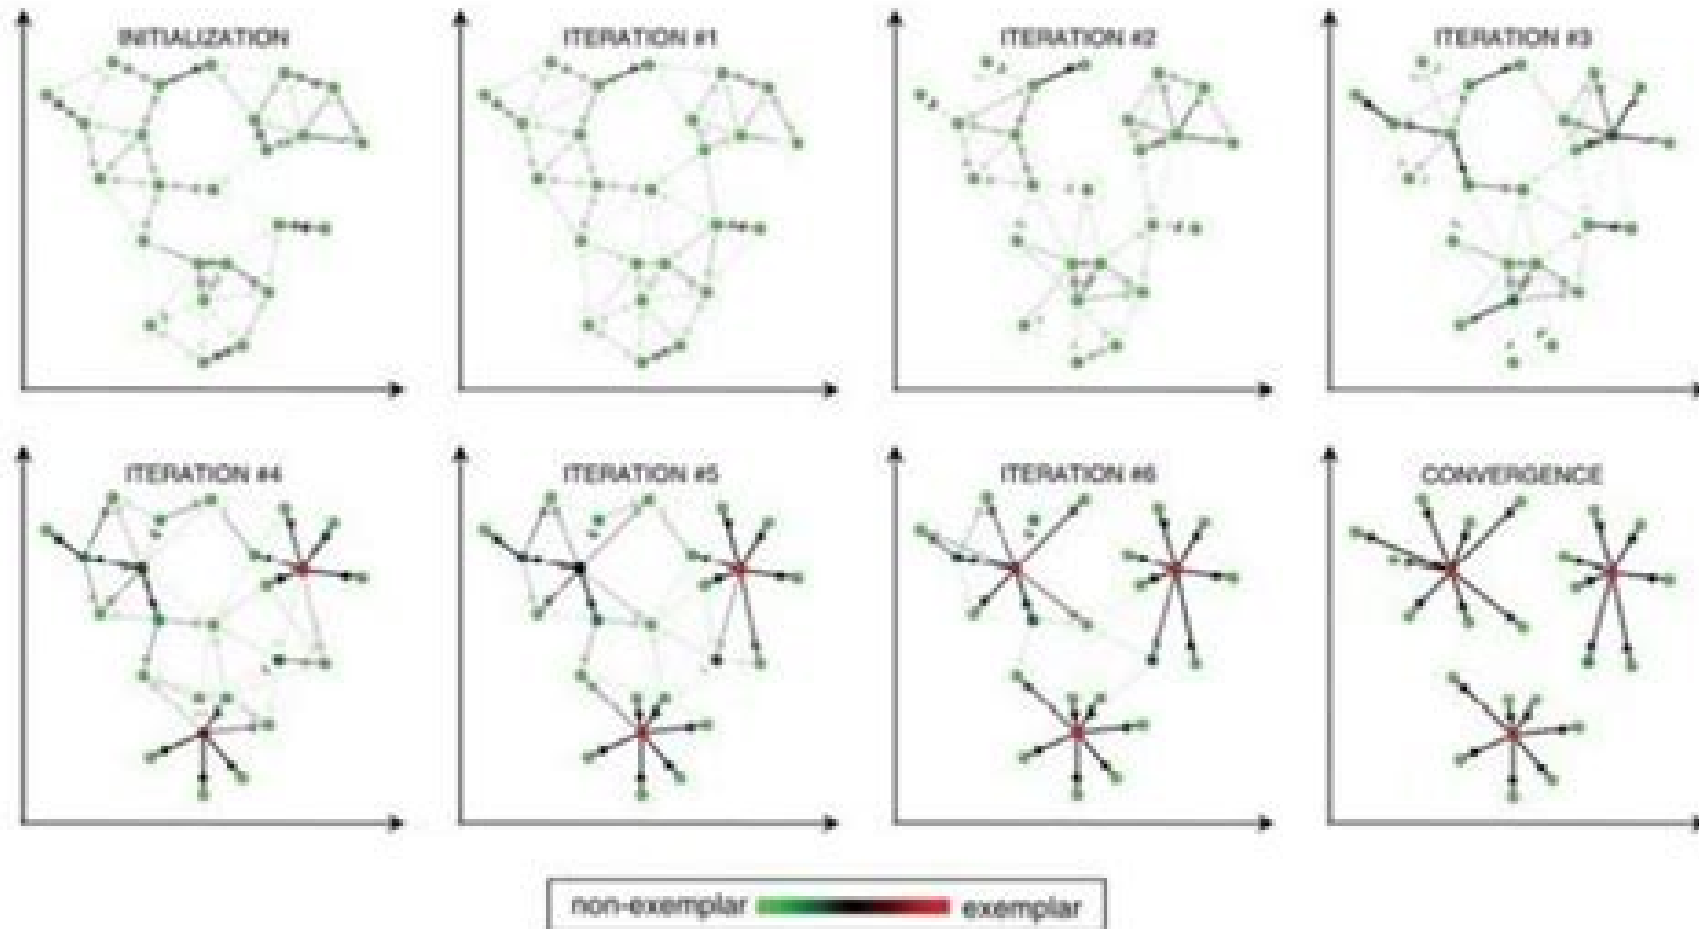 INITIALIZATION
ITERATION #1
ITERATION #2
ITERATION #3
ITERATION #4
ITERATION #5
ITERATION #6
CONVERGENCE
non-exemplar exemplar